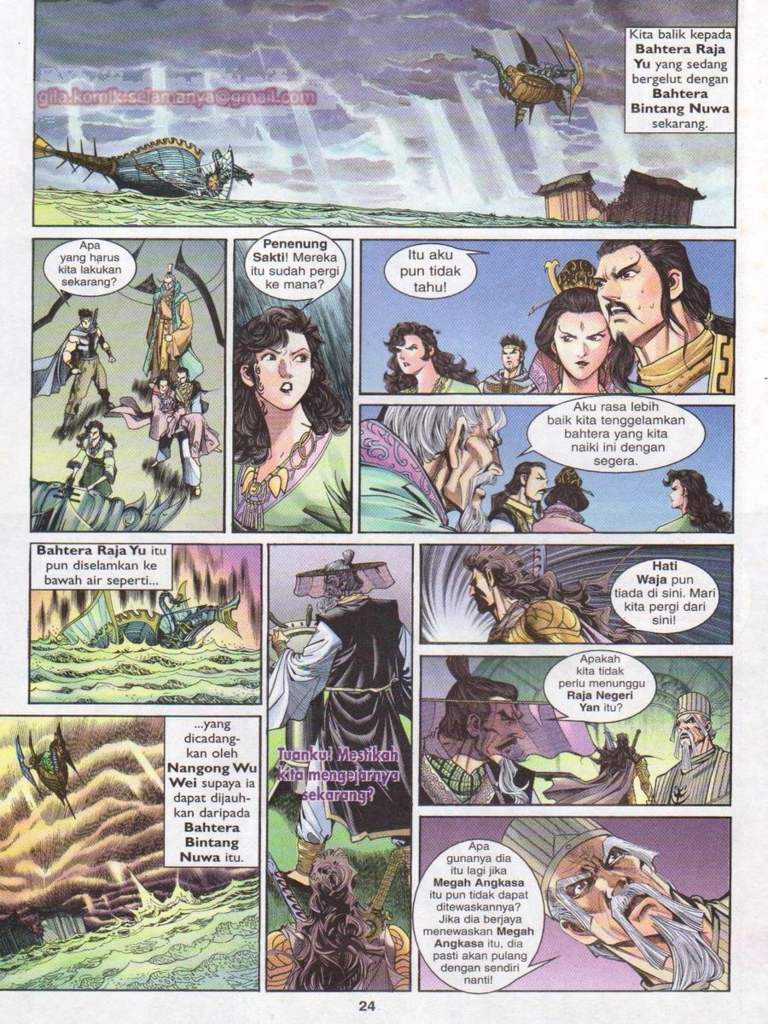 Kita balik kepada
Bahtera Raja
Yu yang sedang
bergelut dengan
Bahtera
Bintang Nuwa
sekarang.
gila.komik.selamanya@gmail.com
Apa
yang harus
kita lakukan
sekarang?
Penenung
Sakti! Mereka
itu sudah pergi
ke mana?
Itu aku
pun tidak
tahu!
Aku rasa lebih
baik kita tenggelamkan
bahtera yang kita
naiki ini dengan
segera.
Bahtera Raja Yu itu
pun diselamkan ke
bawah air seperti...
...yang
dicadang-
kan oleh
Nangong Wu
Wei supaya ia
dapat dijauh-
kan daripada
Bahtera
Bintang
Nuwa itu.
Tuanku! Mestikah
kita mengejarnya
sekarang?
Hati
Waja pun
tiada di sini. Mari
kita pergi dari
sini!
Apakah
kita tidak
perlu menunggu
Raja Negeri
Yan itu?
Apa
gunanya dia
itu lagi jika
Megah Angkasa
itu pun tidak dapat
ditewaskannya?
Jika dia berjaya
menewaskan Megah
Angkasa itu, dia
pasti akan pulang
dengan sendiri
nanti!
24